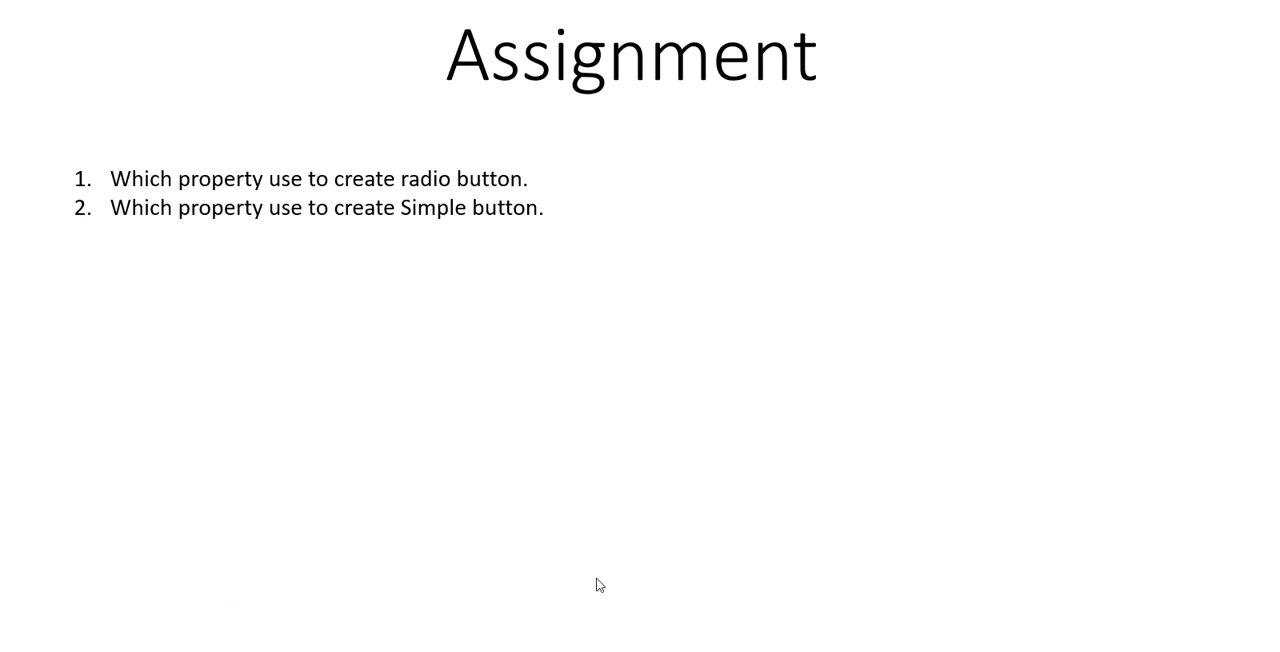 Assignment
1. Which property use to create radio button.
2. Which property use to create Simple button.